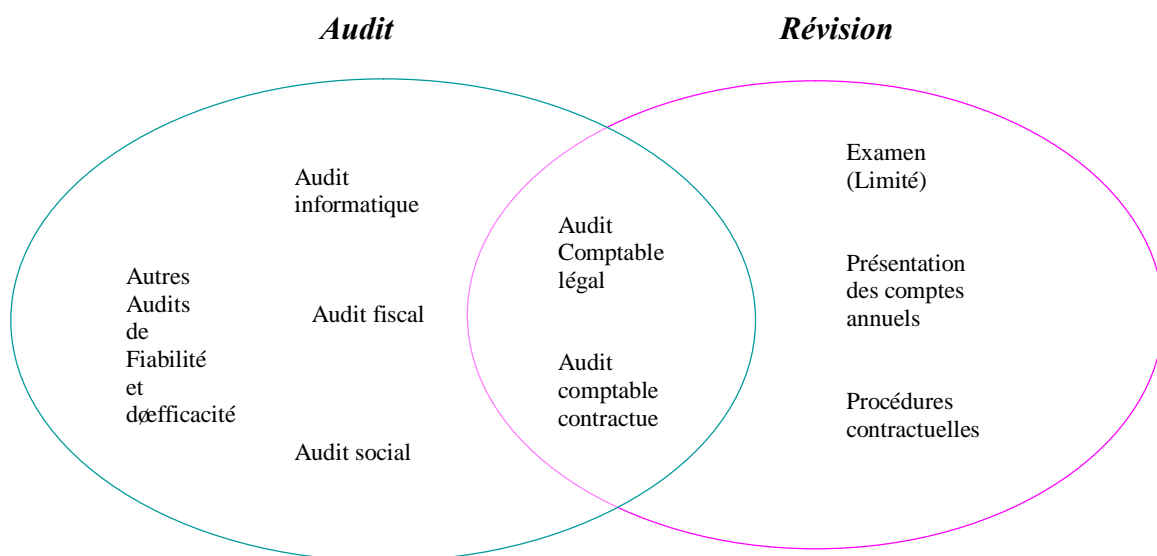 Audit
Révision
Autres
Audits
de
Fiabilité
et
døefficacité
Audit
informatique
Audit fiscal
Audit social
Audit
Comptable
légal
Audit
comptable
contractue
Examen
(Limité)
Présentation
des comptes
annuels
Procédures
contractuelles